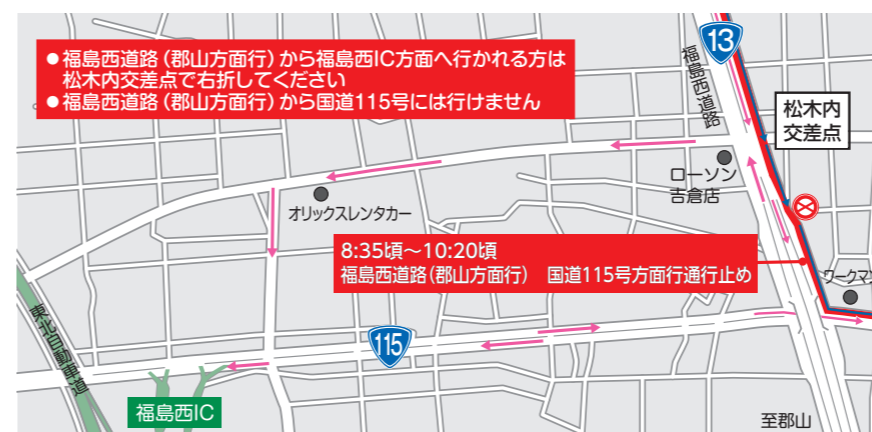 ●福島西道路（郡山方面行）から福島西IC方面へ行かれる方は
松木内交差点で右折してください
●福島西道路（郡山方面行）から国道115号には行けません
13
福島西道路
松木内
交差点
ローソン
吉倉店
オリックスレンタカー
8:35頃～10:20頃
福島西道路（郡山方面行）　国道115号方面行通行止め
ワークマン
115
東北自動車道
福島西IC
至郡山